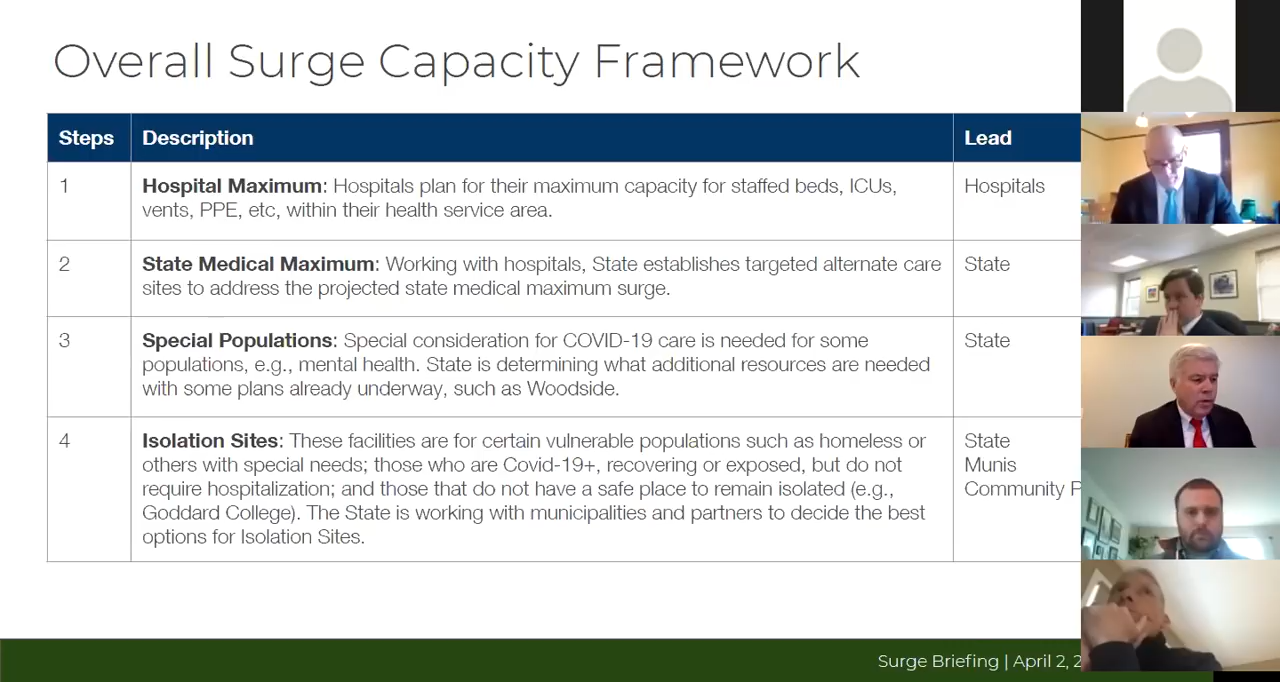 Overall Surge Capacity Framework
Steps
Description
Lead
1
Hospital Maximum: Hospitals plan for their maximum capacity for staffed beds, ICUs,
vents, PPE, etc, within their health service area.
Hospitals
2
State Medical Maximum: Working with hospitals, State establishes targeted alternate care
sites to address the projected state medical maximum surge.
State
3
Special Populations: Special consideration for COVID-19 care is needed for some
populations, e.g., mental health. State is determining what additional resources are needed
with some plans already underway, such as Woodside.
State
4
Isolation Sites: These facilities are for certain vulnerable populations such as homeless or
others with special needs; those who are Covid-19+, recovering or exposed, but do not
require hospitalization; and those that do not have a safe place to remain isolated (e.g.,
Goddard College). The State is working with municipalities and partners to decide the best
options for Isolation Sites.
State
Munis
Community P
Surge Briefing | April 2, 2